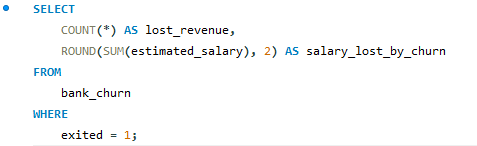 SELECT
    COUNT(*) AS lost_revenue,
    ROUND(SUM(estimated_salary), 2) AS salary_lost_by_churn
FROM
    bank_churn
WHERE
    exited = 1;